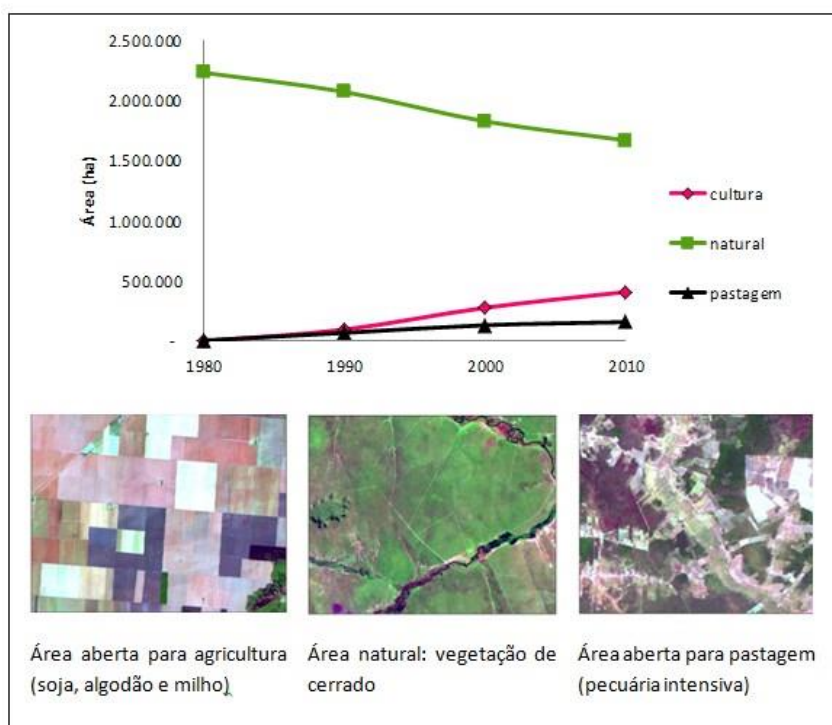 2.500.000
2.000.000
1.500.000
1.000.000
500.000
-
Área (ha)
1980 1990 2000 2010
cultura
natural
pastagem
Área aberta para agricultura
(soja, algodão e milho)
Área natural: vegetação de
cerrado
Área aberta para pastagem
(pecuária intensiva)